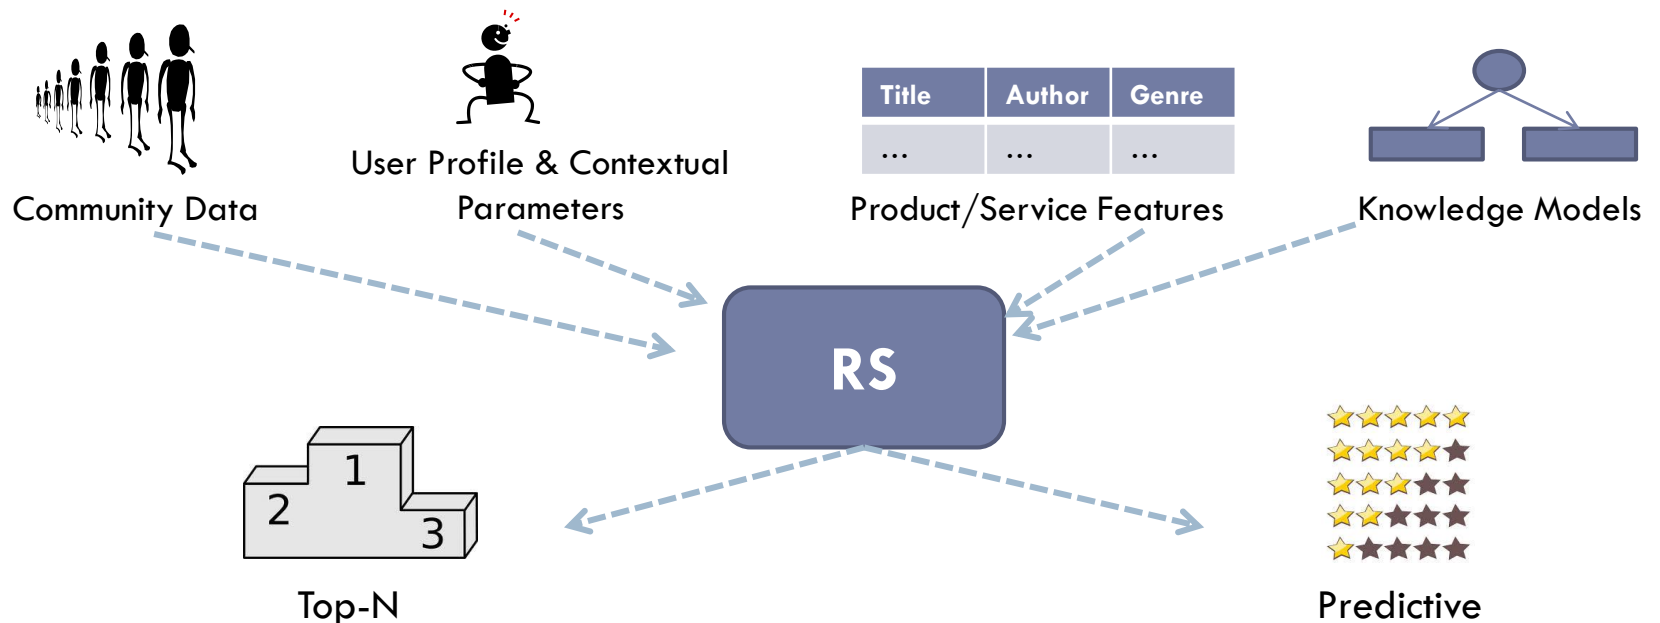 Title Author Genre
... ... ...
User Profile & Contextual
Parameters
Community Data
Product/Service Features
Knowledge Models
RS
1
2
3
Top-N
Predictive